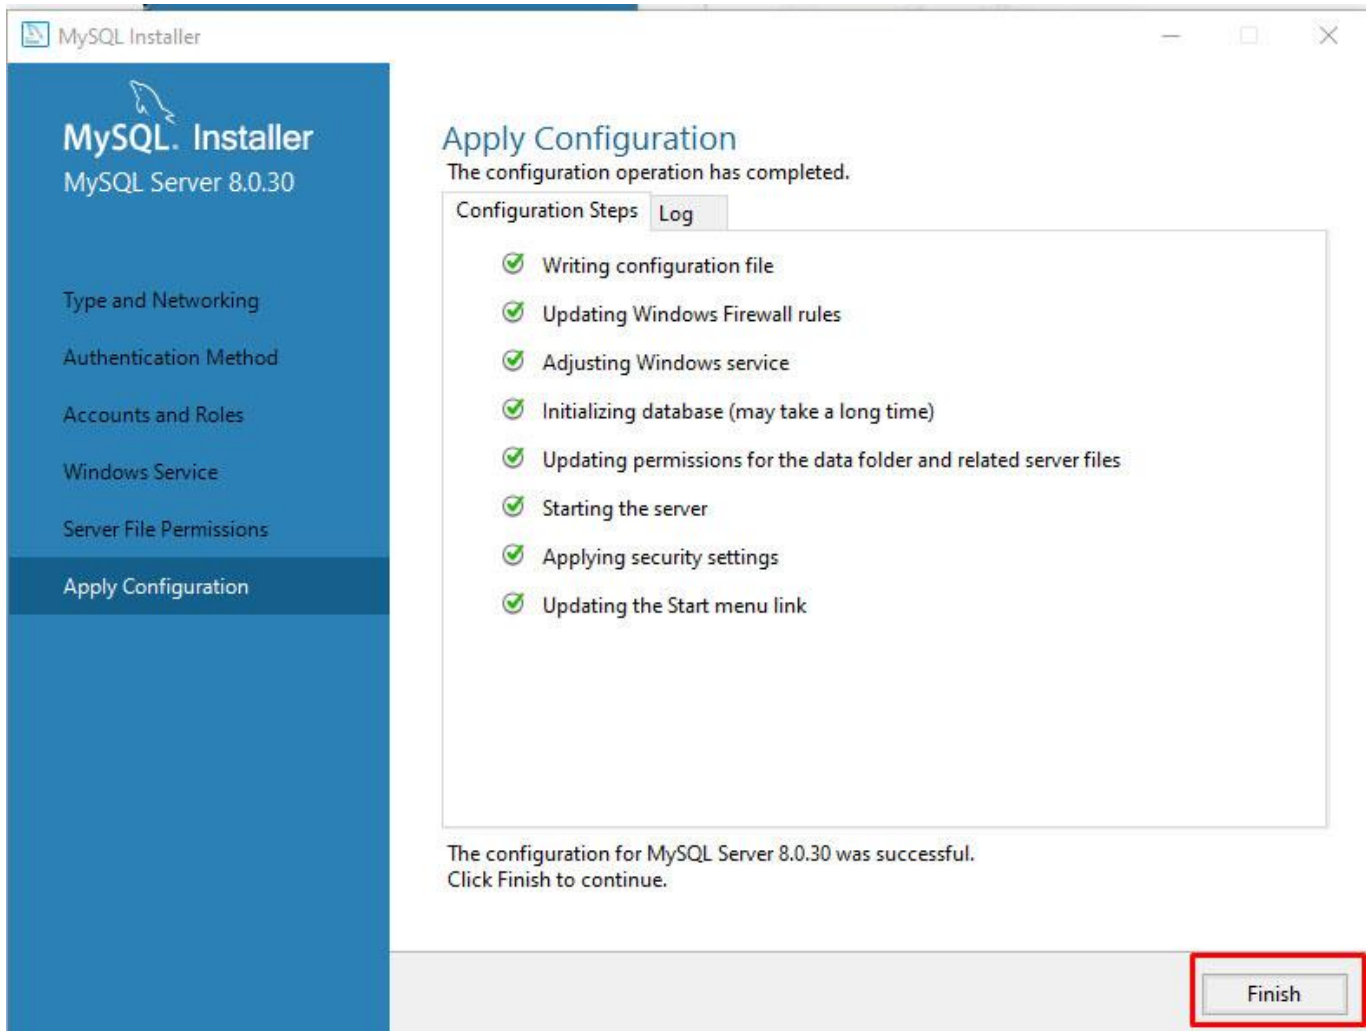 MySQL Installer
MySQL. Installer
MySQL Server 8.0.30
Type and Networking
Authentication Method
Accounts and Roles
Windows Service
Server File Permissions
Apply Configuration
Apply Configuration
The configuration operation has completed.
Configuration Steps Log
Writing configuration file
Updating Windows Firewall rules
Adjusting Windows service
Initializing database (may take a long time)
Updating permissions for the data folder and related server files
Starting the server
Applying security settings
Updating the Start menu link
The configuration for MySQL Server 8.0.30 was successful.
Click Finish to continue.
Finish